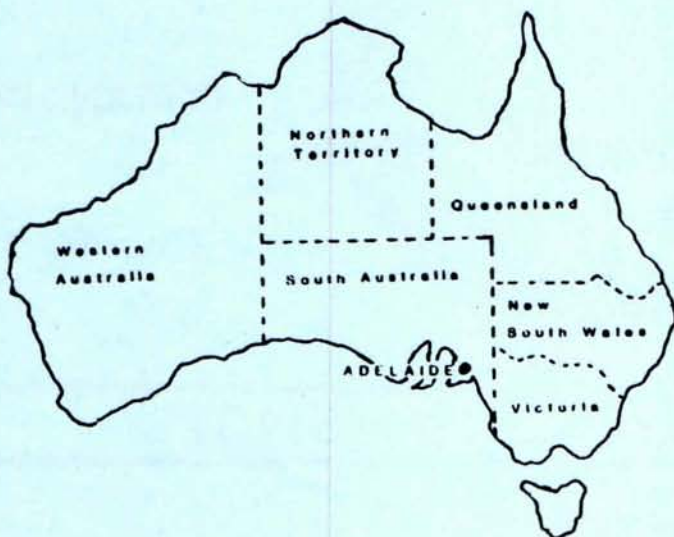 Northern
Territory
Queensland
Western
Australia
South Australia
New
South Wales
ADELAIDE
Victoria